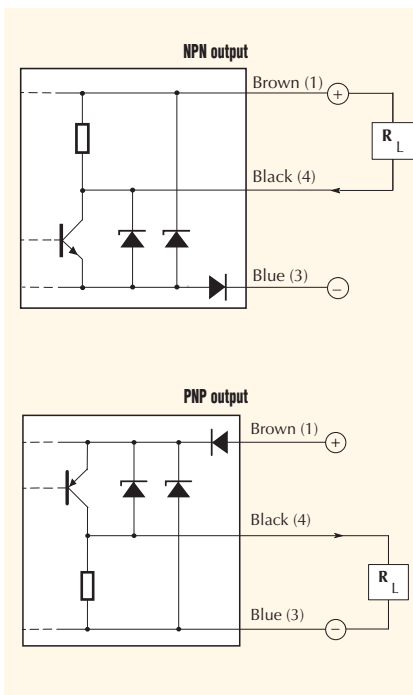 NPN output
Brown (1)
+
R L
Black (4)
Blue (3)
−
PNP output
Brown (1)
+
Black (4)
R L
Blue (3)
−